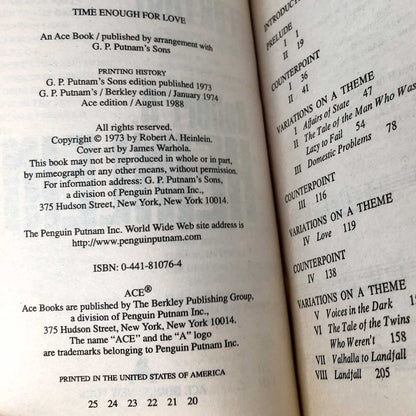 TIME ENOUGH FOR LOVE
An Ace Book / published by arrangement with
G. P. Putnam's Sons
PRINTING HISTORY
G. P. Putnam's Sons edition published 1973
G. P. Putnam's / Berkley edition / January 1974
Ace edition / August 1988
All rights reserved.
Copyright © 1973 by Robert A. Heinlein.
Cover art by James Warhola.
This book may not be reproduced in whole or in part,
by mimeograph or any other means, without permission.
For information address: G. P. Putnam's Sons,
a division of Penguin Putnam Inc.,
375 Hudson Street, New York, New York 10014.
The Penguin Putnam Inc. World Wide Web site address is
http://www.penguinputnam.com
ISBN: 0-441-81076-4
ACE®
Ace Books are published by The Berkley Publishing Group,
a division of Penguin Putnam Inc.,
375 Hudson Street, New York, New York 10014.
The name "ACE" and the "A" logo
are trademarks belonging to Penguin Putnam Inc.
PRINTED IN THE UNITED STATES OF AMERICA
25 24 23 22 21 20
PRELUDE
I 1
II 19
COUNTERPOINT
I 36
II 41
VARIATIONS ON A THEME
I Affairs of State 47
II The Tale of the Man Who Was
Lazy to Fail 54
III Domestic Problems 78
COUNTERPOINT
III 116
VARIATIONS ON A THEME
IV Love 119
COUNTERPOINT
IV 138
VARIATIONS ON A THEME
V Voices in the Dark
VI The Tale of the Twins
Who Weren't 158
VII Valhalla to Landfall
VIII Landfall 205